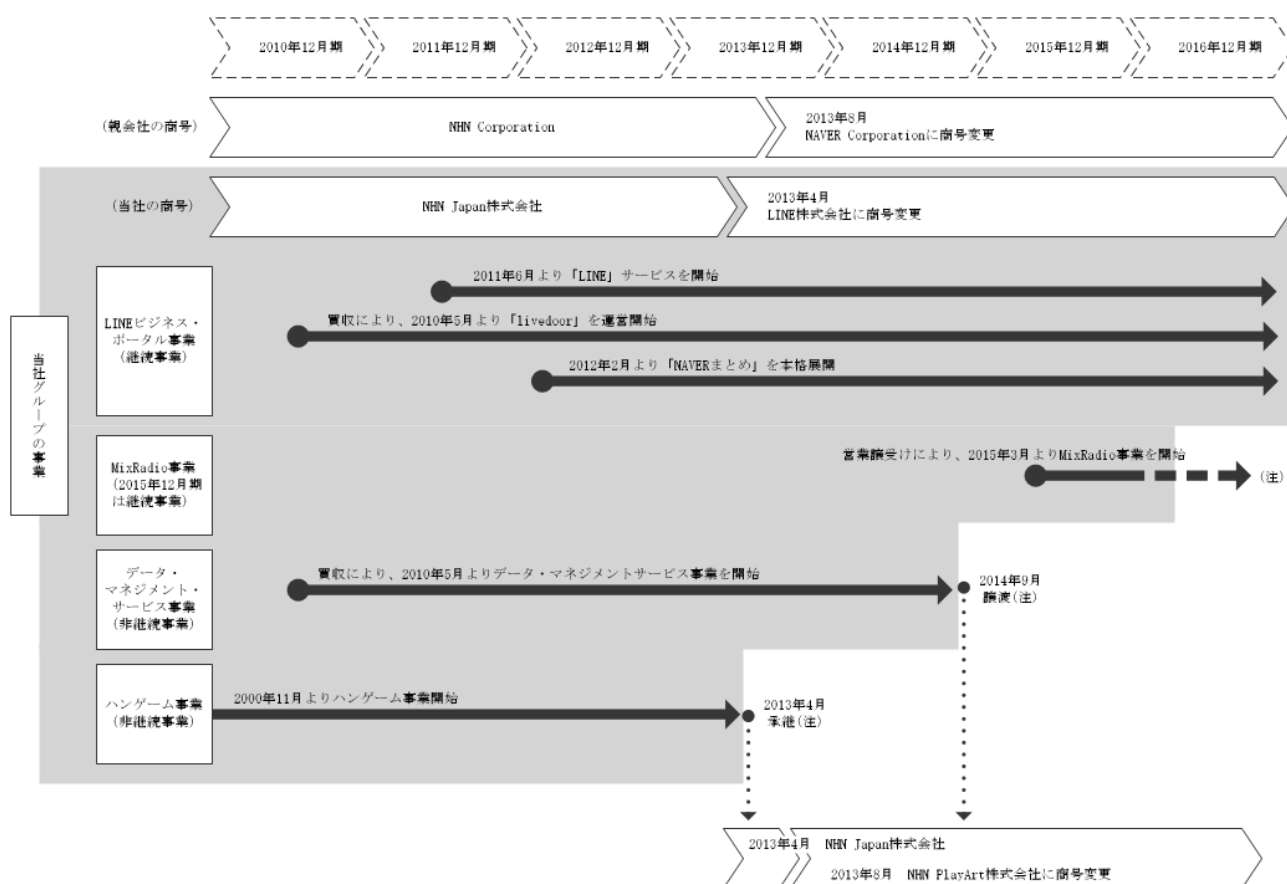 2010年12月期
2011年12月期
2012年12月期
2013年12月期
2014年12月期
2015年12月期
2016年12月期
(親会社の商号)
NHN Corporation
2013年8月
NAVER Corporationに商号変更
(当社の商号)
NHN Japan株式会社
2013年4月
LINE株式会社に商号変更
当社グループの事業
LINEビジネス・
ポータル事業
(継続事業)
2011年6月より「LINE」サービスを開始
買収により、2010年5月より「livedoor」を運営開始
2012年2月より「NAVERまとめ」を本格展開
MixRadio事業
(2015年12月期
は継続事業)
営業譲受けにより、2015年3月よりMixRadio事業を開始
(注)
データ・
マネジメント・
サービス事業
(非継続事業)
買収により、2010年5月よりデータ・マネジメントサービス事業を開始
2014年9月
譲渡(注)
ハンゲーム事業
(非継続事業)
2000年11月よりハンゲーム事業開始
2013年4月
承継(注)
2013年4月 NHN Japan株式会社
2013年8月 NHN PlayArt株式会社に商号変更